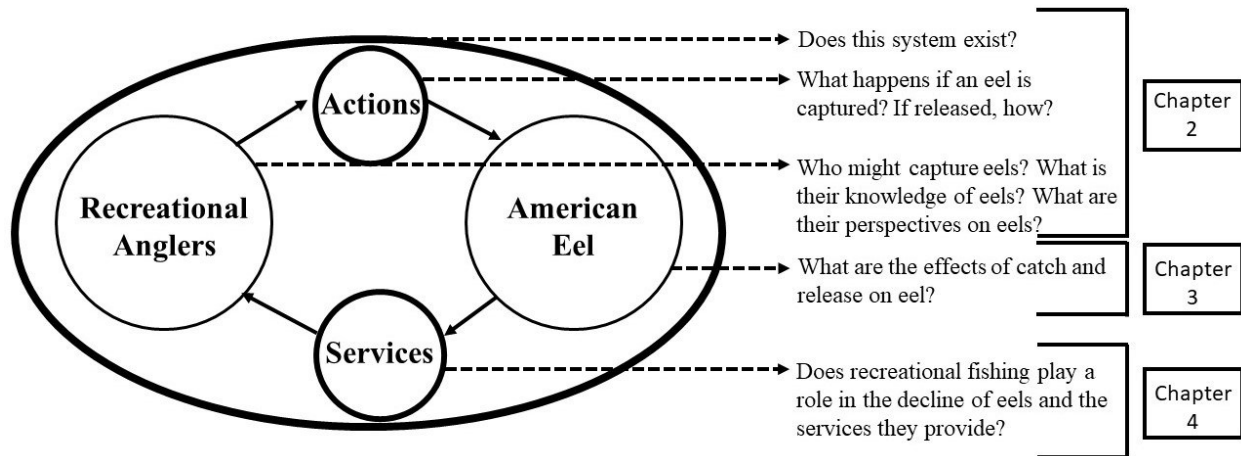 Actions
Recreational
Anglers
American
Eel
Services
Does this system exist?
What happens if an eel is
captured? If released, how?
Who might capture eels? What is
their knowledge of eels? What are
their perspectives on eels?
What are the effects of catch and
release on eel?
Does recreational fishing play a
role in the decline of eels and the
services they provide?
Chapter
2
Chapter
3
Chapter
4